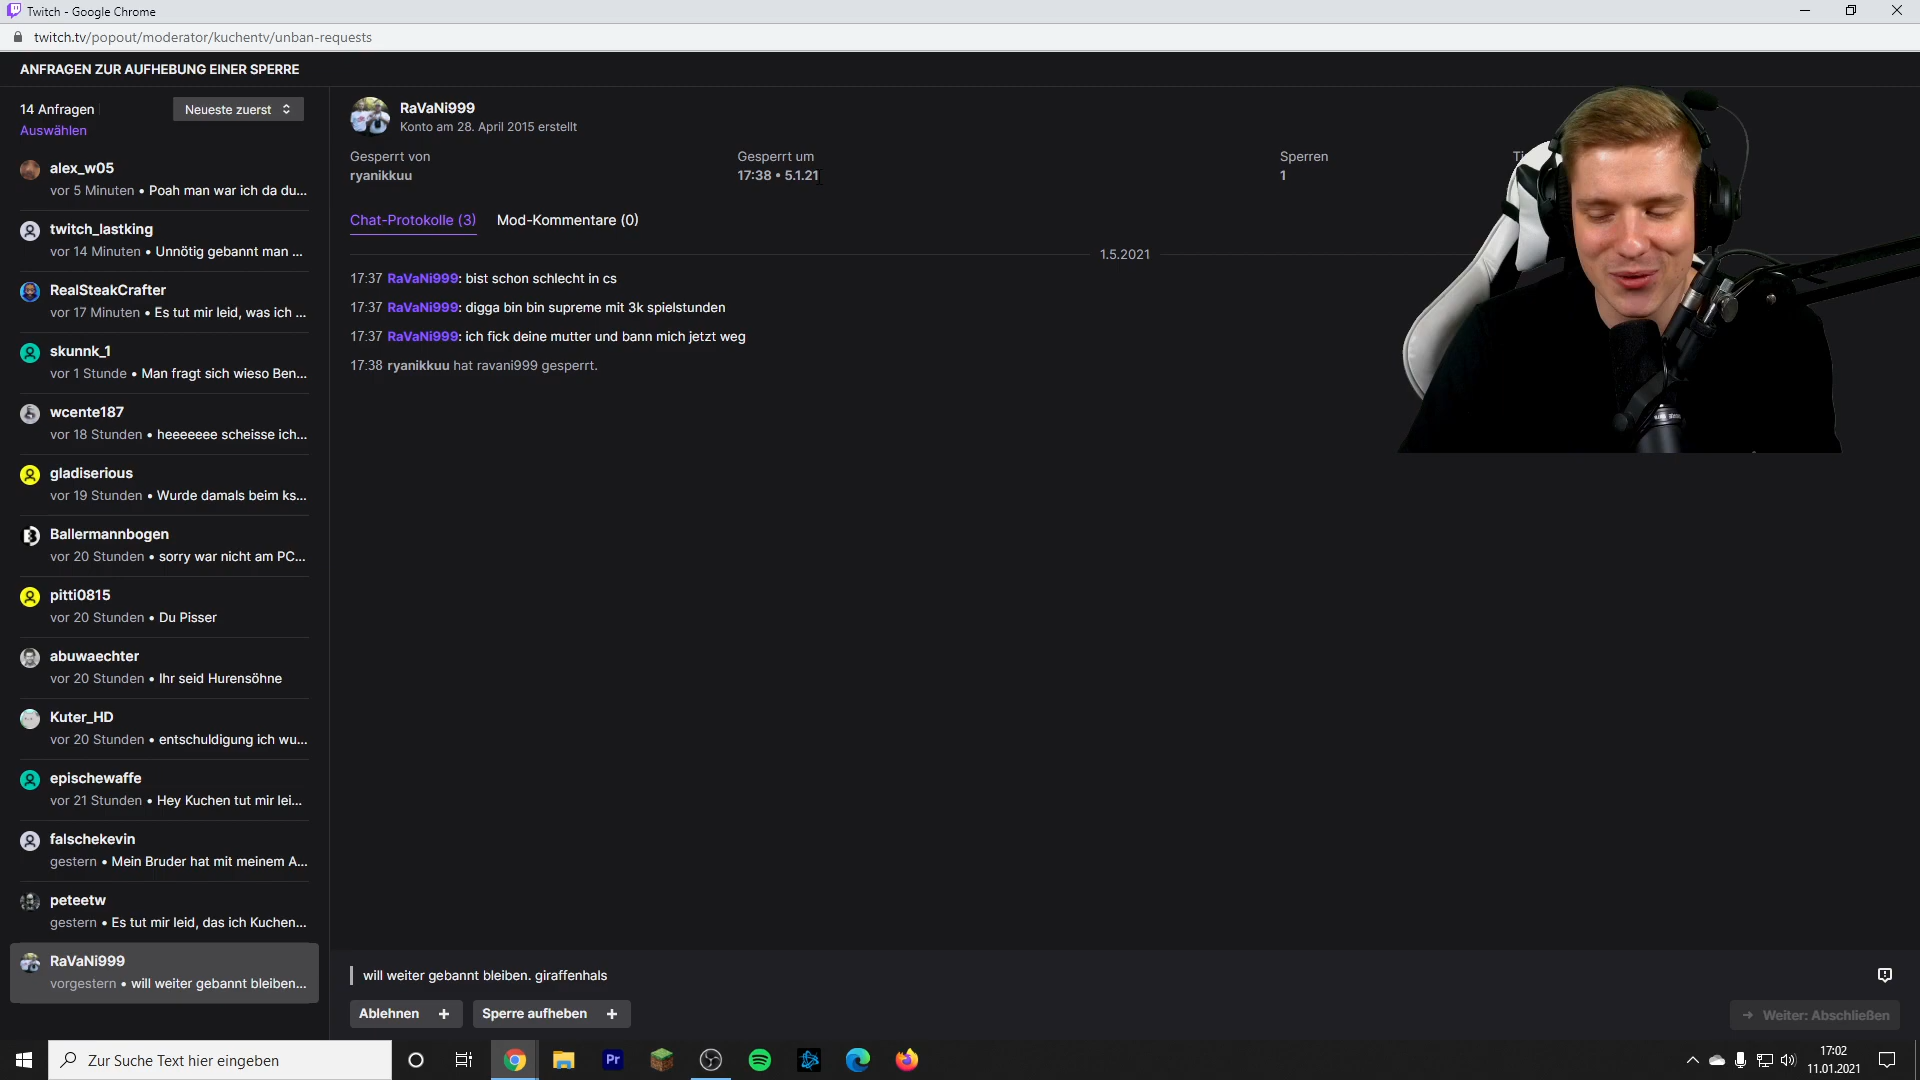 Twitch - Google Chrome
twitch.tv/popout/moderator/kuchentv/unban-requests
ANFRAGEN ZUR AUFHEBUNG EINER SPERRE
14 Anfragen
Neueste zuerst
Auswählen
alex_w05
vor 5 Minuten • Poah man war ich da du...
twitch_lastking
vor 14 Minuten • Unnötig gebannt man ...
RealSteakCrafter
vor 17 Minuten • Es tut mir leid, was ich ...
skunnk_1
vor 1 Stunde • Man fragt sich wieso Ben...
wcente187
vor 18 Stunden • heeeeeee scheisse ich...
gladiserious
vor 19 Stunden • Wurde damals beim ks...
Ballermannbogen
vor 20 Stunden • sorry war nicht am PC...
pitti0815
vor 20 Stunden • Du Pisser
abuwaechter
vor 20 Stunden • Ihr seid Hurensöhne
Kuter_HD
vor 20 Stunden • entschuldigung ich wu...
epischewaffe
vor 21 Stunden • Hey Kuchen tut mir lei...
falschekevin
gestern • Mein Bruder hat mit meinem A...
peteetw
gestern • Es tut mir leid, das ich Kuchen...
RaVaNi999
vorgestern • will weiter gebannt bleiben...
RaVaNi999
Konto am 28. April 2015 erstellt
Gesperrt von
ryanikkuu
Gesperrt um
17:38 • 5.1.21
Sperren
1
Chat-Protokolle (3)
Mod-Kommentare (0)
1.5.2021
17:37 RaVaNi999: bist schon schlecht in cs
17:37 RaVaNi999: digga bin bin supreme mit 3k spielstunden
17:37 RaVaNi999: ich fick deine mutter und bann mich jetzt weg
17:38 ryanikkuu hat ravani999 gesperrt.
will weiter gebannt bleiben. giraffenhals
Ablehnen +
Sperre aufheben +
Weiter: Abschließen
Zur Suche Text hier eingeben
Pr
17:02
11.01.2021